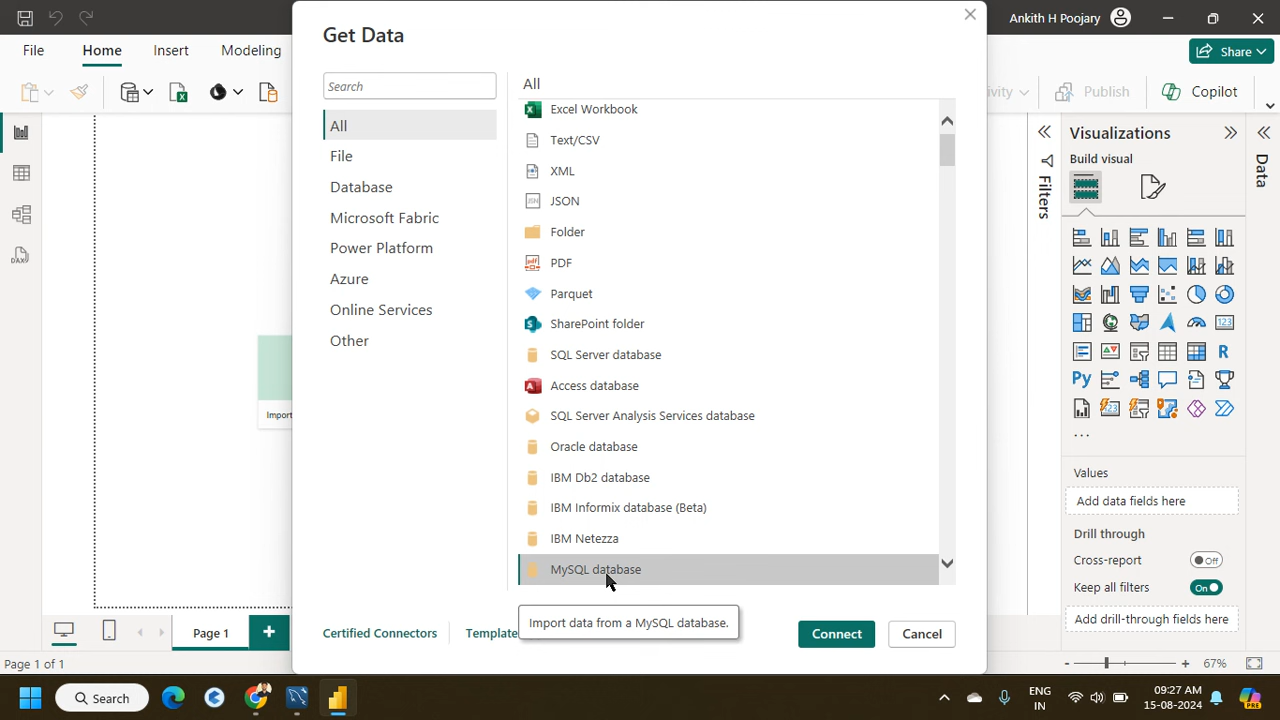 Get Data
Ankith H Poojary
File
Home
Insert
Modeling
Share
Search
All
ivity
Publish
Copilot
All
File
Database
Microsoft Fabric
Power Platform
Azure
Online Services
Other
Excel Workbook
Text/CSV
XML
JSON
Folder
PDF
Parquet
SharePoint folder
SQL Server database
Access database
SQL Server Analysis Services database
Oracle database
IBM Db2 database
IBM Informix database (Beta)
IBM Netezza
MySQL database
Import data from a MySQL database.
Certified Connectors
Template
Connect
Cancel
Import
Filters
Visualizations
Build visual
Data
Values
Add data fields here
Drill through
Cross-report
Off
Keep all filters
On
Add drill-through fields here
Page 1
Page 1 of 1
67%
Search
ENG
IN
09:27 AM
15-08-2024